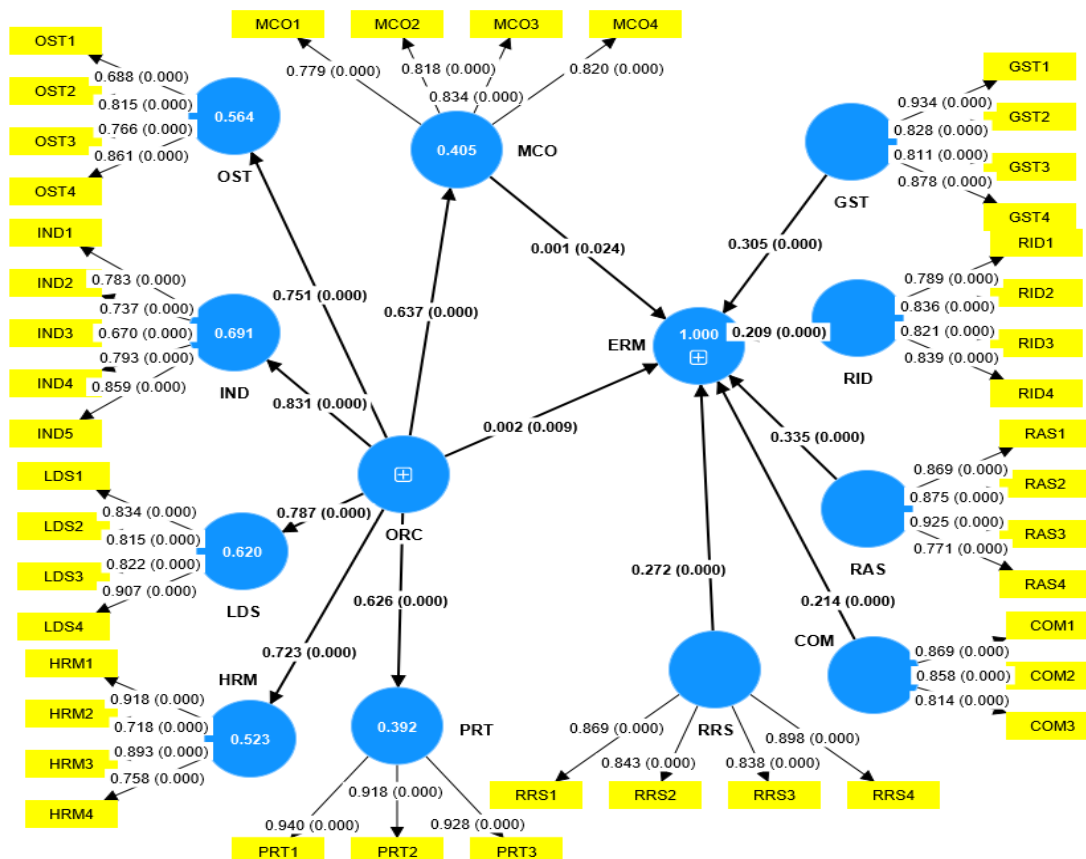 MCO1
MCO2
MCO3
MCO4
0.779 (0.000)
0.818 (0.000)
0.834 (0.000)
0.820 (0.000)
0.405
MCO
OST1
OST2
OST3
OST4
0.688 (0.000)
0.815 (0.000)
0.766 (0.000)
0.861 (0.000)
0.564
OST
IND1
IND2
IND3
IND4
IND5
0.783 (0.000)
0.737 (0.000)
0.670 (0.000)
0.793 (0.000)
0.859 (0.000)
0.691
IND
LDS1
LDS2
LDS3
LDS4
0.834 (0.000)
0.815 (0.000)
0.822 (0.000)
0.907 (0.000)
0.620
LDS
HRM1
HRM2
HRM3
HRM4
0.918 (0.000)
0.718 (0.000)
0.893 (0.000)
0.758 (0.000)
HRM
0.523
0.751 (0.000)
0.637 (0.000)
0.831 (0.000)
0.787 (0.000)
0.723 (0.000)
0.626 (0.000)
ORC
0.002 (0.009)
0.001 (0.024)
0.392
PRT
0.940 (0.000)
0.918 (0.000)
0.928 (0.000)
PRT1
PRT2
PRT3
ERM
1.000
0.305 (0.000)
0.209 (0.000)
0.335 (0.000)
0.214 (0.000)
0.272 (0.000)
GST
0.934 (0.000)
0.828 (0.000)
0.811 (0.000)
0.878 (0.000)
GST1
GST2
GST3
GST4
RID
0.789 (0.000)
0.836 (0.000)
0.821 (0.000)
0.839 (0.000)
RID1
RID2
RID3
RID4
RAS
0.869 (0.000)
0.875 (0.000)
0.925 (0.000)
0.771 (0.000)
RAS1
RAS2
RAS3
RAS4
COM
0.869 (0.000)
0.858 (0.000)
0.814 (0.000)
COM1
COM2
COM3
RRS
0.869 (0.000)
0.843 (0.000)
0.838 (0.000)
0.898 (0.000)
RRS1
RRS2
RRS3
RRS4